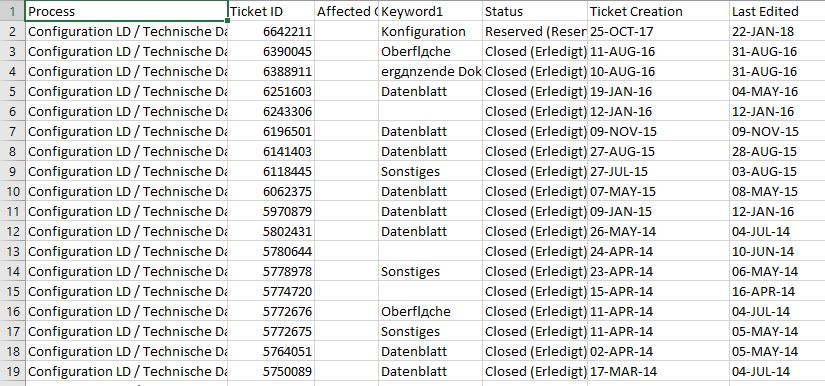 1 Process Ticket ID Affected C Keyword1 Status Ticket Creation Last Edited
2 Configuration LD / Technische Da 6642211 Konfiguration Reserved (Reser 25-OCT-17 22-JAN-18
3 Configuration LD / Technische Da 6390045 Oberflдche Closed (Erledigt) 11-AUG-16 31-AUG-16
4 Configuration LD / Technische Da 6388911 ergдnzende Dok Closed (Erledigt) 10-AUG-16 31-AUG-16
5 Configuration LD / Technische Da 6251603 Datenblatt Closed (Erledigt) 19-JAN-16 04-MAY-16
6 Configuration LD / Technische Da 6243306 Closed (Erledigt) 12-JAN-16 12-JAN-16
7 Configuration LD / Technische Da 6196501 Datenblatt Closed (Erledigt) 09-NOV-15 09-NOV-15
8 Configuration LD / Technische Da 6141403 Datenblatt Closed (Erledigt) 27-AUG-15 28-AUG-15
9 Configuration LD / Technische Da 6118445 Sonstiges Closed (Erledigt) 27-JUL-15 03-AUG-15
10 Configuration LD / Technische Da 6062375 Datenblatt Closed (Erledigt) 07-MAY-15 08-MAY-15
11 Configuration LD / Technische Da 5970879 Datenblatt Closed (Erledigt) 09-JAN-15 12-JAN-16
12 Configuration LD / Technische Da 5802431 Datenblatt Closed (Erledigt) 26-MAY-14 04-JUL-14
13 Configuration LD / Technische Da 5780644 Closed (Erledigt) 24-APR-14 10-JUN-14
14 Configuration LD / Technische Da 5778978 Sonstiges Closed (Erledigt) 23-APR-14 06-MAY-14
15 Configuration LD / Technische Da 5774720 Closed (Erledigt) 15-APR-14 16-APR-14
16 Configuration LD / Technische Da 5772676 Oberflдche Closed (Erledigt) 11-APR-14 04-JUL-14
17 Configuration LD / Technische Da 5772675 Sonstiges Closed (Erledigt) 11-APR-14 05-MAY-14
18 Configuration LD / Technische Da 5764051 Datenblatt Closed (Erledigt) 02-APR-14 05-MAY-14
19 Configuration LD / Technische Da 5750089 Datenblatt Closed (Erledigt) 17-MAR-14 04-JUL-14